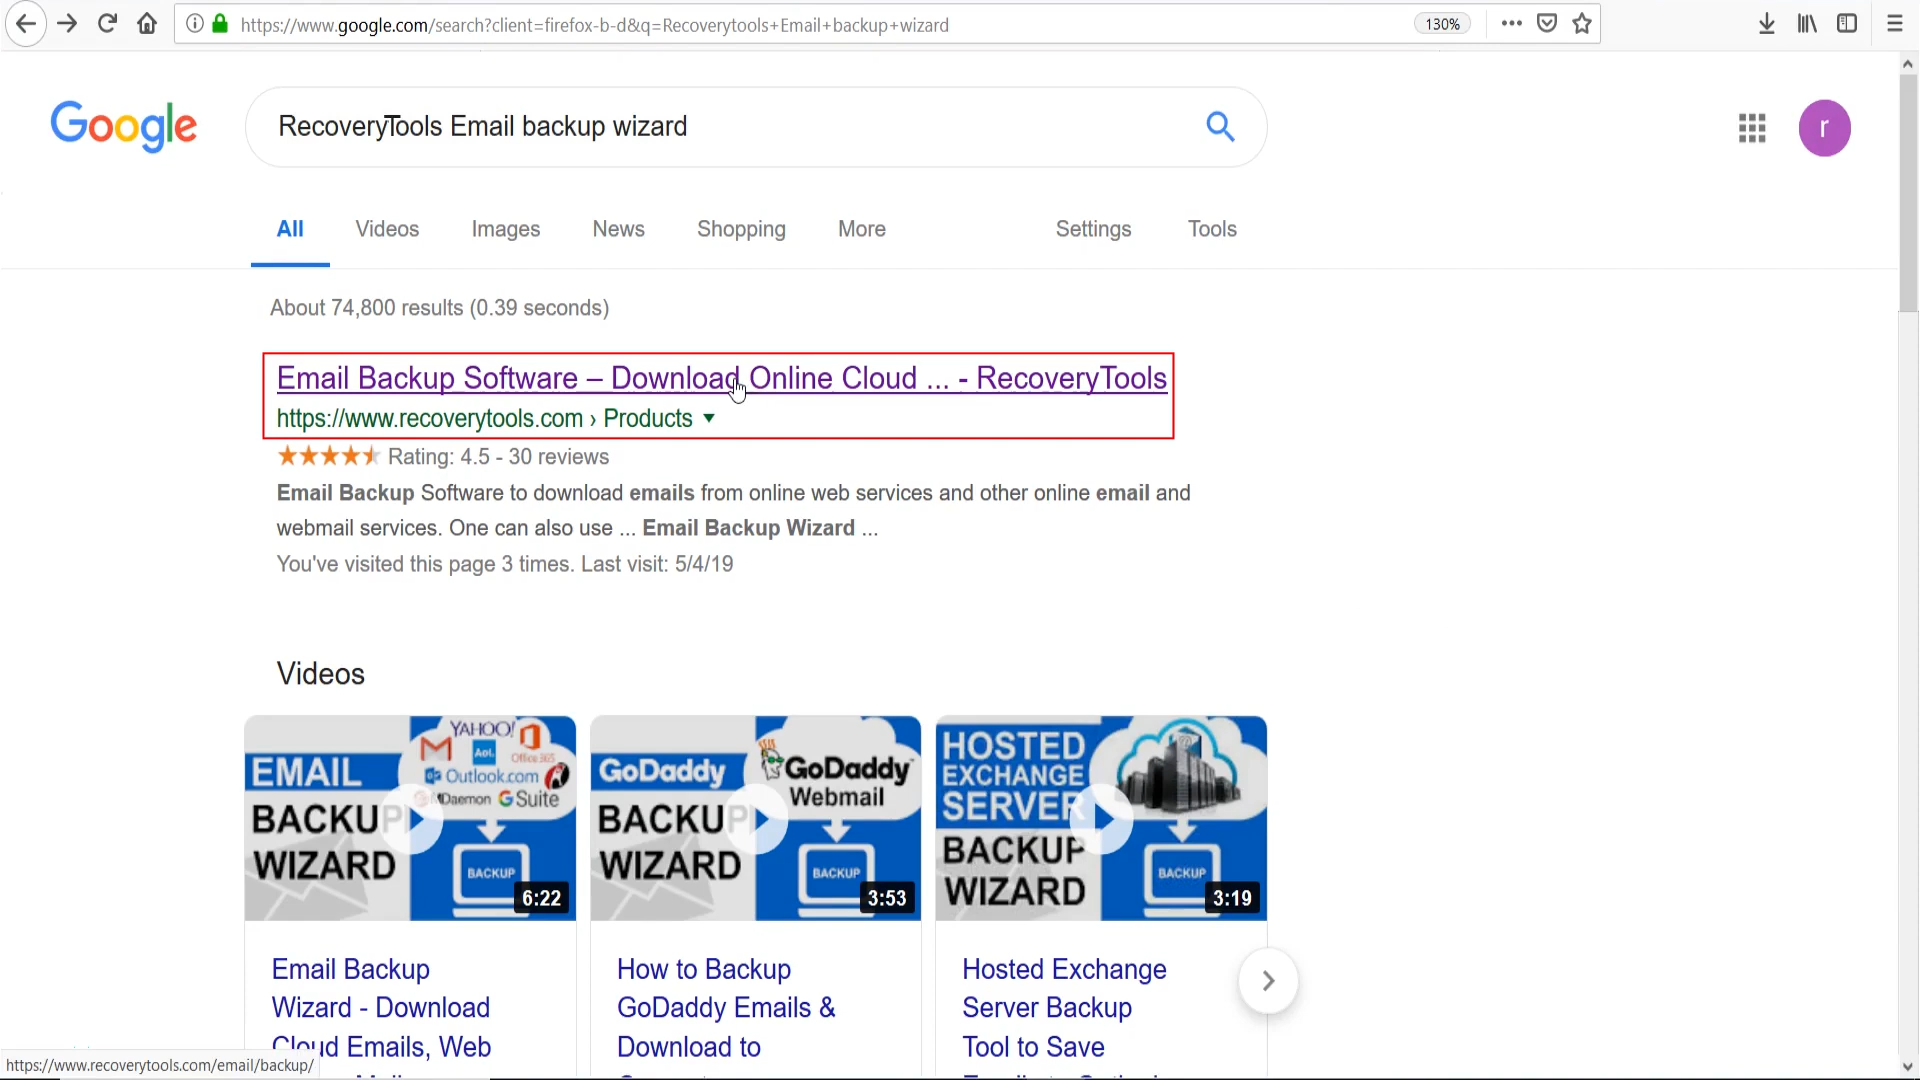 https://www.google.com/search?client=firefox-b-d&q=Recoverytools+Email+backup+wizard
130%
Google
RecoveryTools Email backup wizard
r
All Videos Images News Shopping More Settings Tools
About 74,800 results (0.39 seconds)
Email Backup Software – Download Online Cloud ... - RecoveryTools
https://www.recoverytools.com › Products
Rating: 4.5 - 30 reviews
Email Backup Software to download emails from online web services and other online email and
webmail services. One can also use ... Email Backup Wizard ...
You've visited this page 3 times. Last visit: 5/4/19
Videos
YAHOO!
Aol.
Office 365
Outlook.com
MDaemon G Suite
EMAIL
BACKUP
WIZARD
BACKUP
6:22
GoDaddy
BACKUP
WIZARD
GoDaddy
Webmail
BACKUP
3:53
HOSTED
EXCHANGE
SERVER
BACKUP
WIZARD
BACKUP
3:19
Email Backup
Wizard - Download
Cloud Emails, Web
How to Backup
GoDaddy Emails &
Download to
Hosted Exchange
Server Backup
Tool to Save
https://www.recoverytools.com/email/backup/